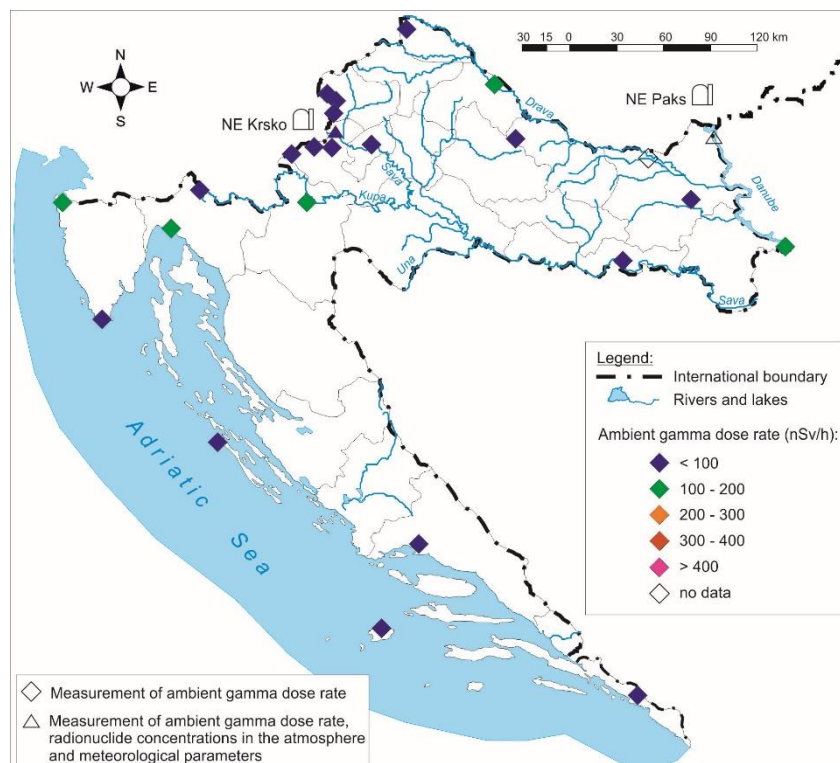 N
W E
S
30 15 0 30 60 90 120 km
NE Krsko
NE Paks
Drava
Sava
Kupa
Danube
Una
Sava
Adriatic Sea
Legend:
International boundary
Rivers and lakes
Ambient gamma dose rate (nSv/h):
< 100
100 - 200
200 - 300
300 - 400
> 400
no data
Measurement of ambient gamma dose rate
Measurement of ambient gamma dose rate,
radionuclide concentrations in the atmosphere
and meteorological parameters